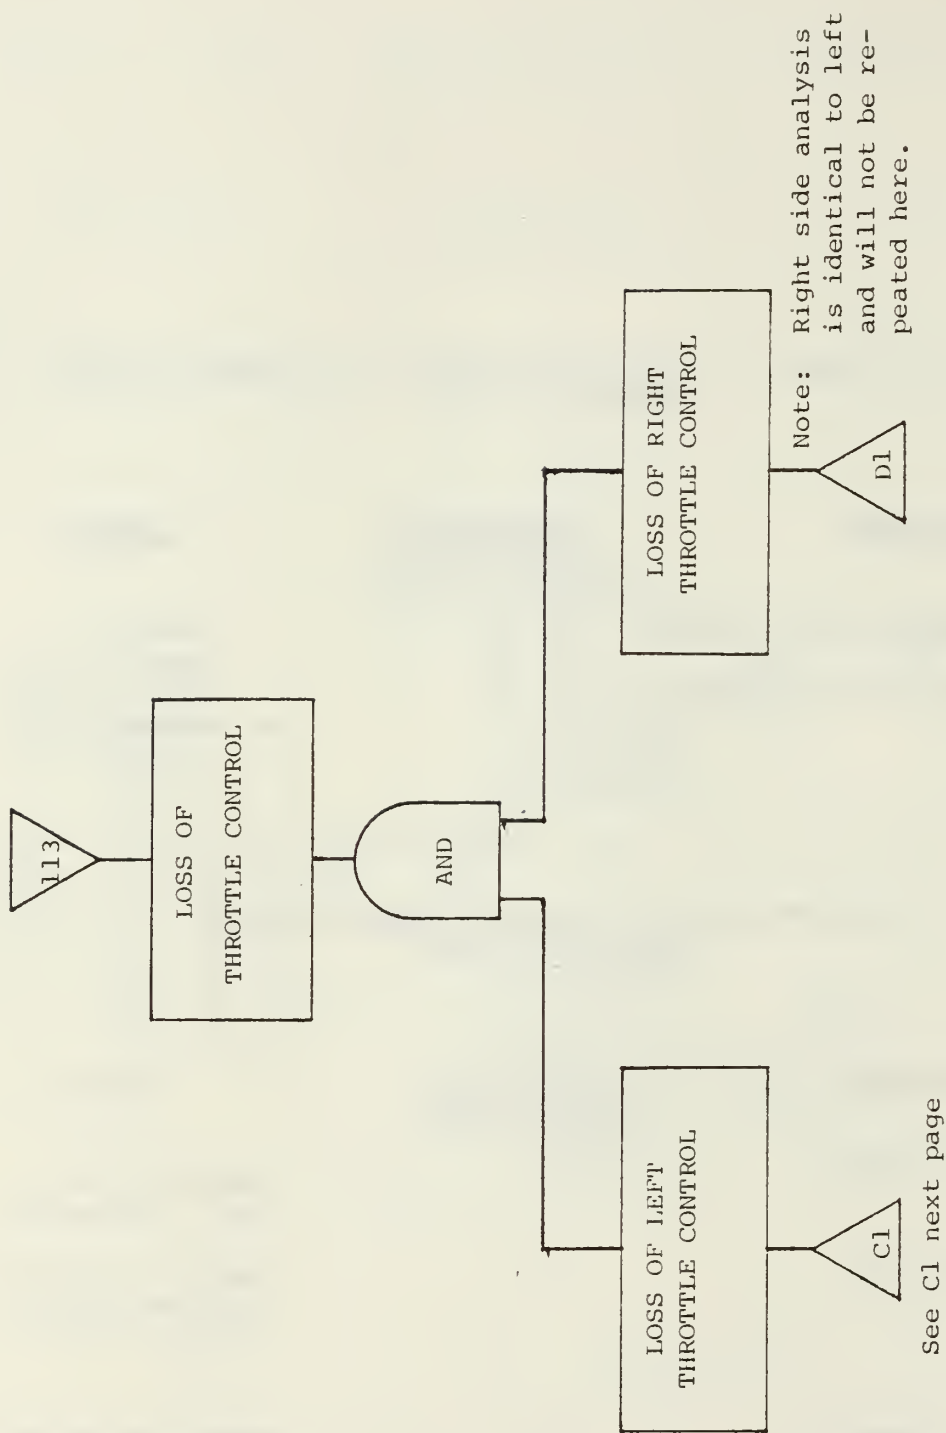 113
LOSS OF
THROTTLE CONTROL
AND
LOSS OF LEFT
THROTTLE CONTROL
LOSS OF RIGHT
THROTTLE CONTROL
C1
D1
See C1 next page
Note: Right side analysis
is identical to left
and will not be re-
peated here.